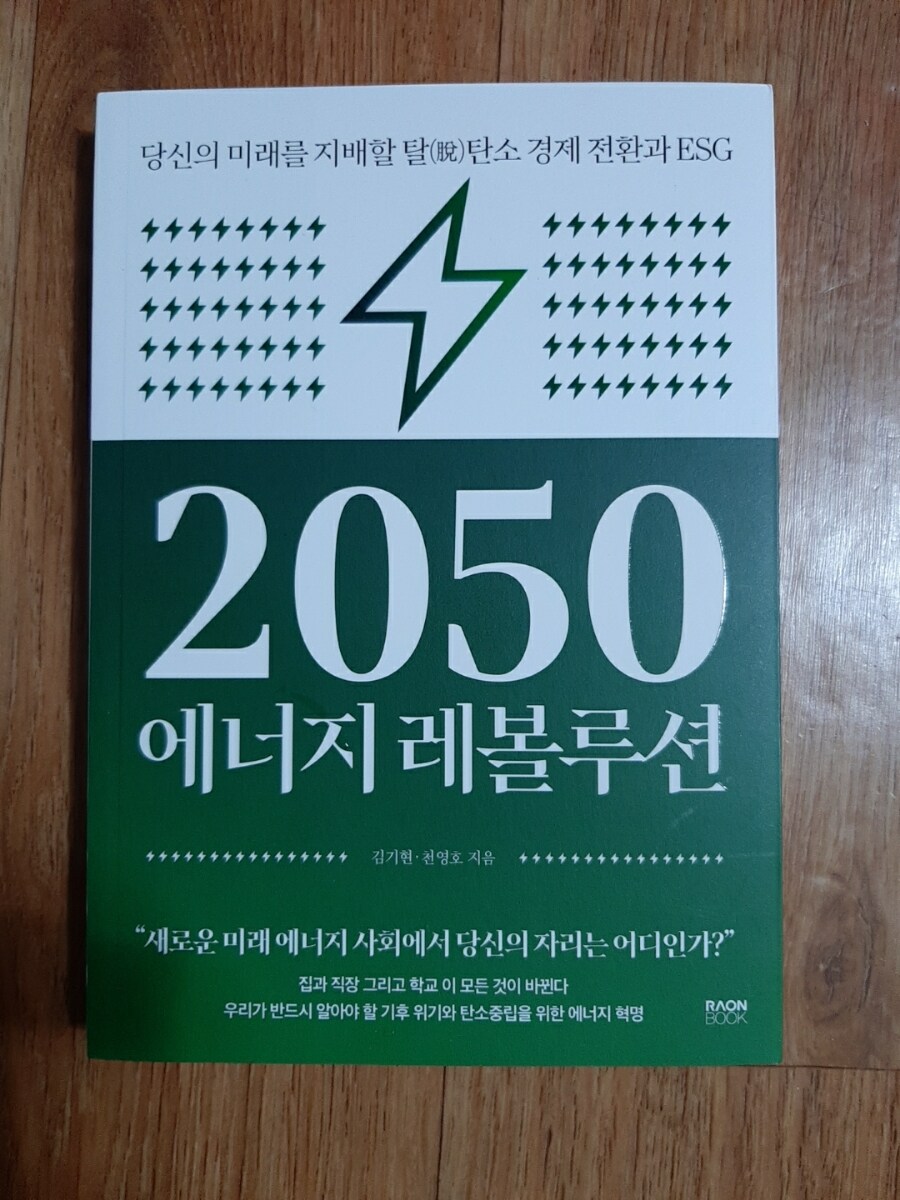 당신의 미래를 지배할 탈(脫)탄소 경제 전환과 ESG
2050
에너지 레볼루션
김기현·천영호 지음
“새로운 미래 에너지 사회에서 당신의 자리는 어디인가?”
집과 직장 그리고 학교 이 모든 것이 바뀐다
우리가 반드시 알아야 할 기후 위기와 탄소중립을 위한 에너지 혁명
RAON
BOOK